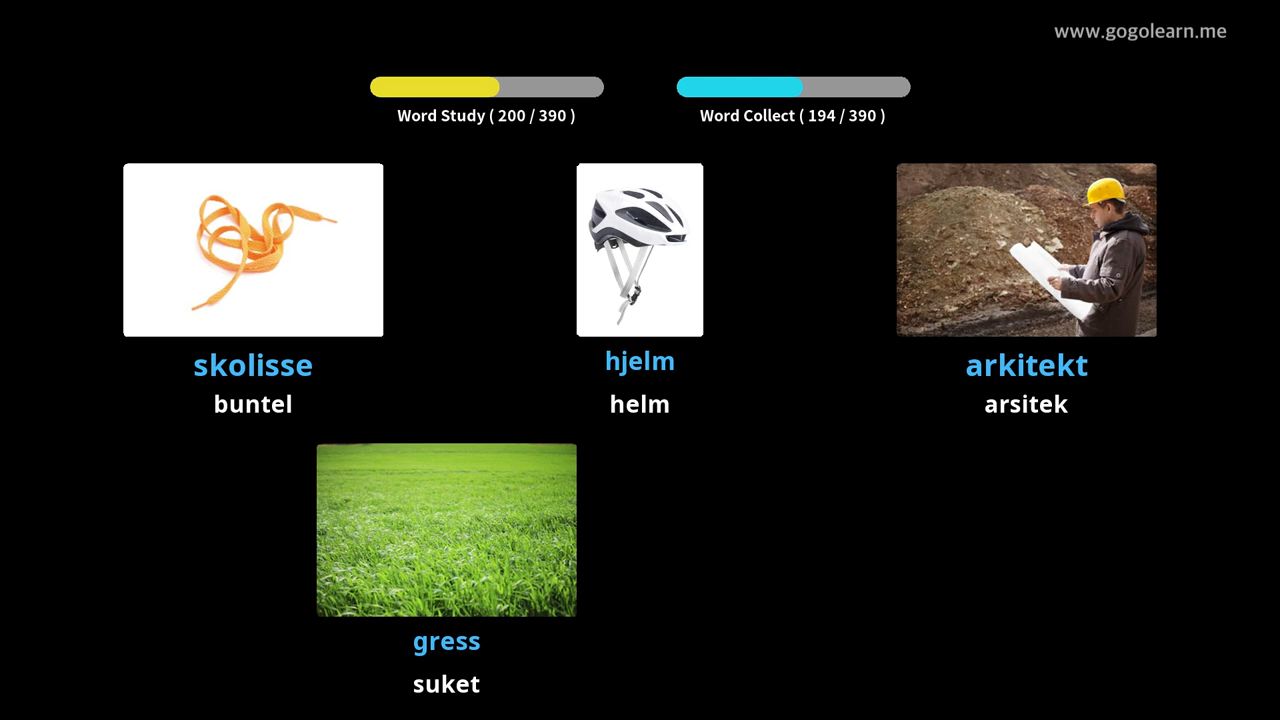 www.gogolearn.me
Word Study ( 200 / 390 )
Word Collect ( 194 / 390 )
skolisse
buntel
hjelm
helm
arkitekt
arsitek
gress
suket